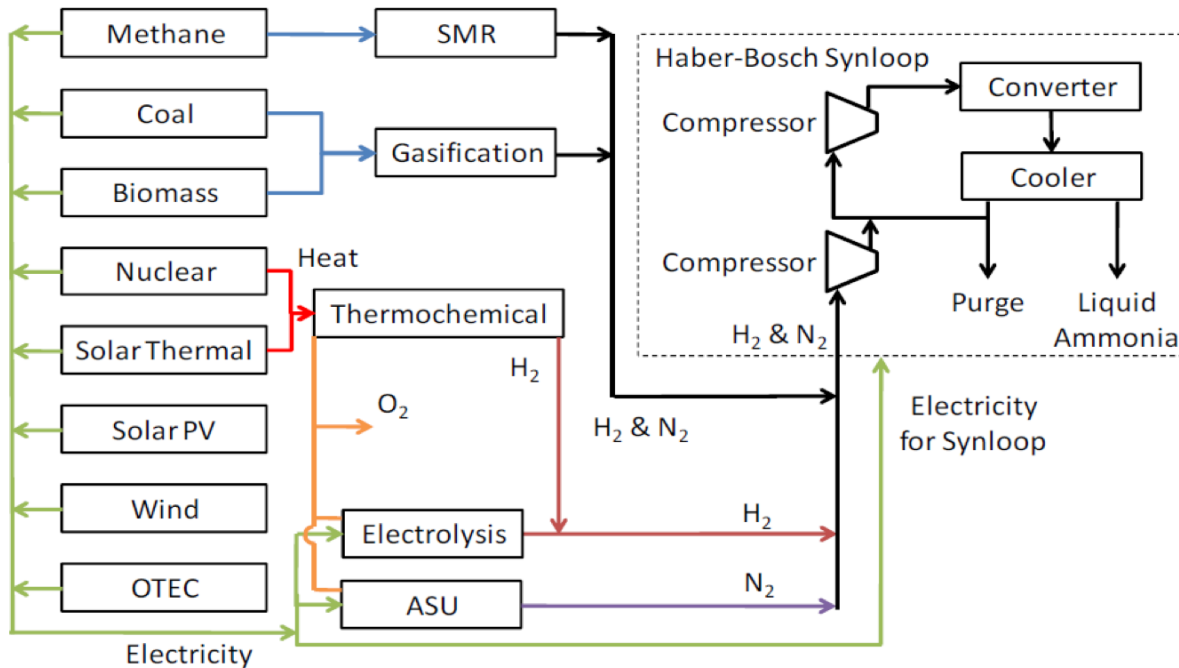 Methane
SMR
Haber-Bosch Synloop
Converter
Coal
Compressor
Gasification
Biomass
Cooler
Nuclear
Heat
Compressor
Thermochemical
Purge
Liquid
Ammonia
Solar Thermal
H₂ & N₂
H₂
O₂
Electricity
for Synloop
Solar PV
H₂ & N₂
Wind
Electrolysis
H₂
OTEC
ASU
N₂
Electricity